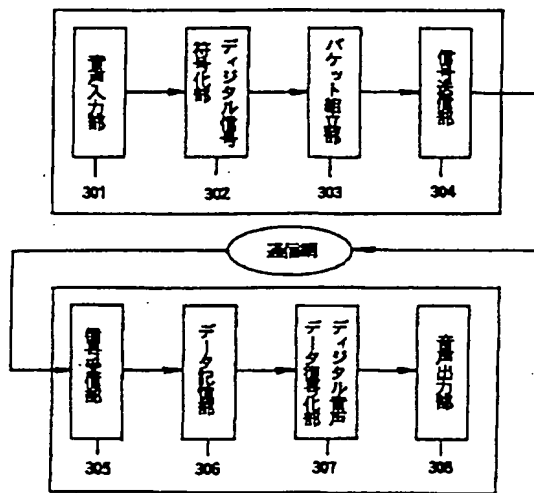 音声入力部
ディジタル信号
符号化部
パケット組立部
信号送信部
301
302
303
304
通信網
信号受信部
データ記憶部
ディジタル音声
データ復号化部
音声出力部
305
306
307
308